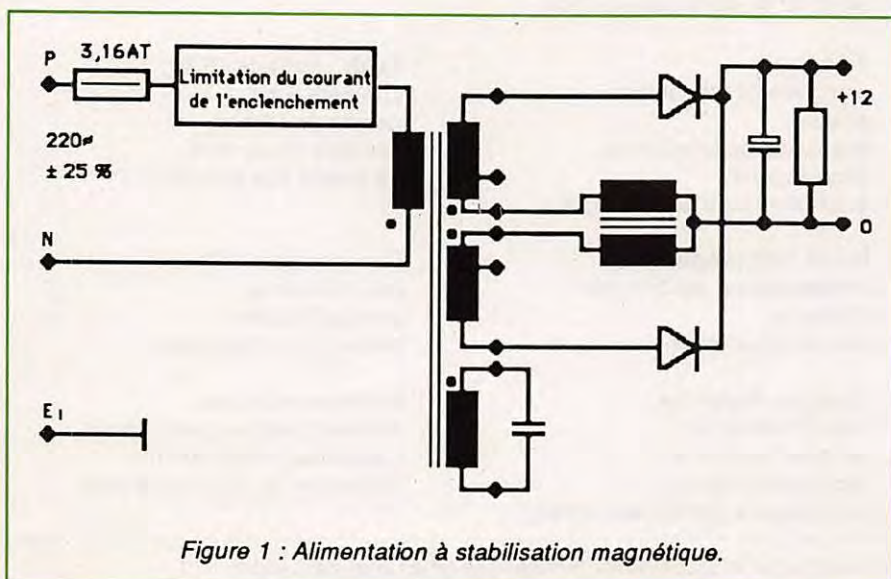 P
3,16AT
Limitation du courant
de l'enclenchement
220≉
± 25 %
N
E I
+12
0
Figure 1 : Alimentation à stabilisation magnétique.